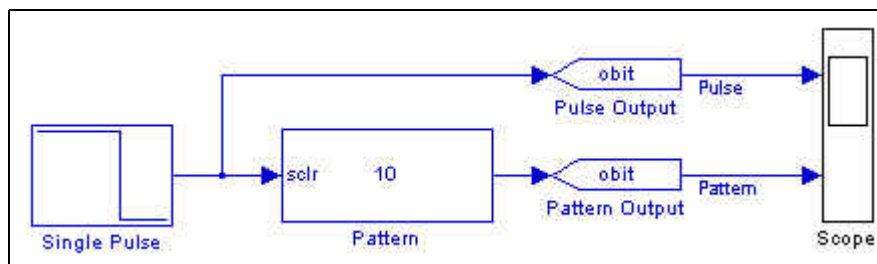 obit
Pulse
Pulse Output
sclr 10
obit
Pattern
Single Pulse
Pattern
Pattern Output
Scope